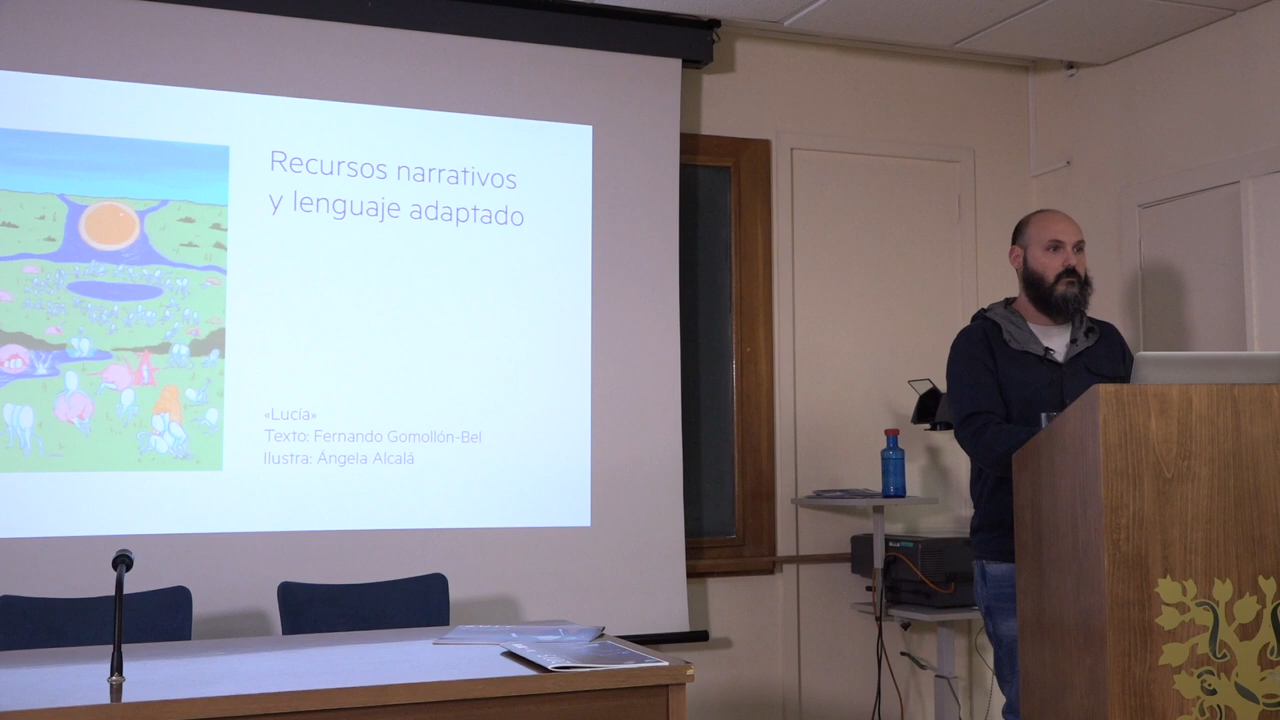 Recursos narrativos
y lenguaje adaptado
«Lucía»
Texto: Fernando Gomollón-Bel
Ilustra: Ángela Alcalá